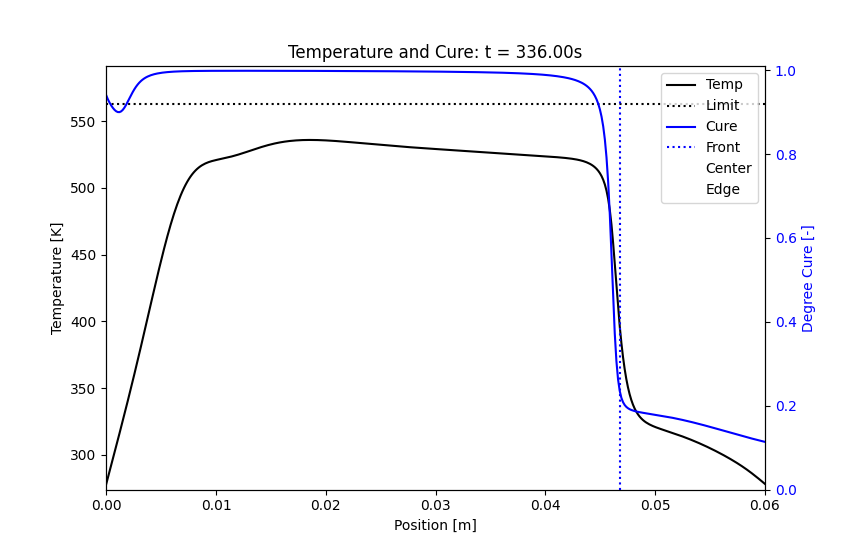 Temperature and Cure: t = 336.00s
Temp
Limit
Cure
Front
Center
Edge
Temperature [K]
550
500
450
400
350
300
1.0
0.8
0.6
0.4
0.2
0.0
Degree Cure [-]
0.00 0.01 0.02 0.03 0.04 0.05 0.06
Position [m]